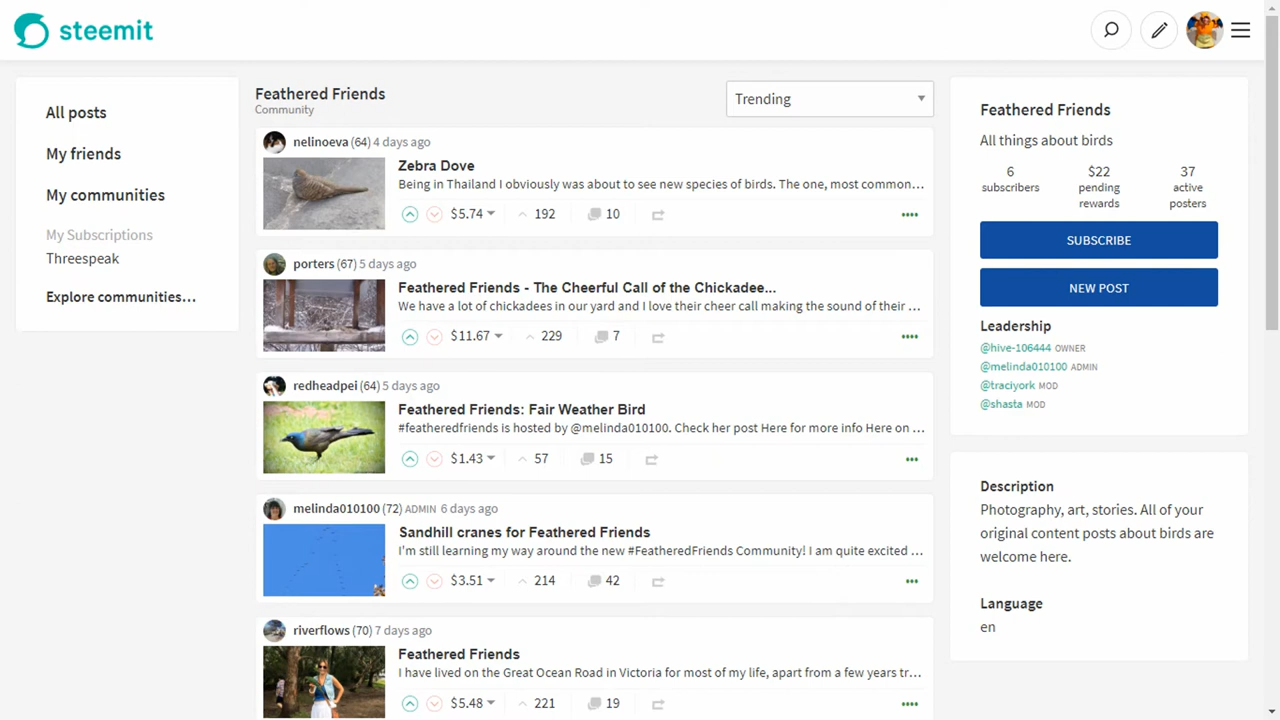 steemit
All posts
My friends
My communities
My Subscriptions
Threespeak
Explore communities...
Feathered Friends
Community
Trending
nelinoeva (64) 4 days ago
Zebra Dove
Being in Thailand I obviously was about to see new species of birds. The one, most common...
$5.74 192 10
porters (67) 5 days ago
Feathered Friends - The Cheerful Call of the Chickadee...
We have a lot of chickadees in our yard and I love their cheer call making the sound of their ...
$11.67 229 7
redheadpei (64) 5 days ago
Feathered Friends: Fair Weather Bird
#featheredfriends is hosted by @melinda010100. Check her post Here for more info Here on ...
$1.43 57 15
melinda010100 (72) ADMIN 6 days ago
Sandhill cranes for Feathered Friends
I'm still learning my way around the new #FeatheredFriends Community! I am quite excited ...
$3.51 214 42
riverflows (70) 7 days ago
Feathered Friends
I have lived on the Great Ocean Road in Victoria for most of my life, apart from a few years tr...
$5.48 221 19
Feathered Friends
All things about birds
6 $22 37
subscribers pending active
rewards posters
SUBSCRIBE
NEW POST
Leadership
@hive-106444 OWNER
@melinda010100 ADMIN
@traciyork MOD
@shasta MOD
Description
Photography, art, stories. All of your
original content posts about birds are
welcome here.
Language
en